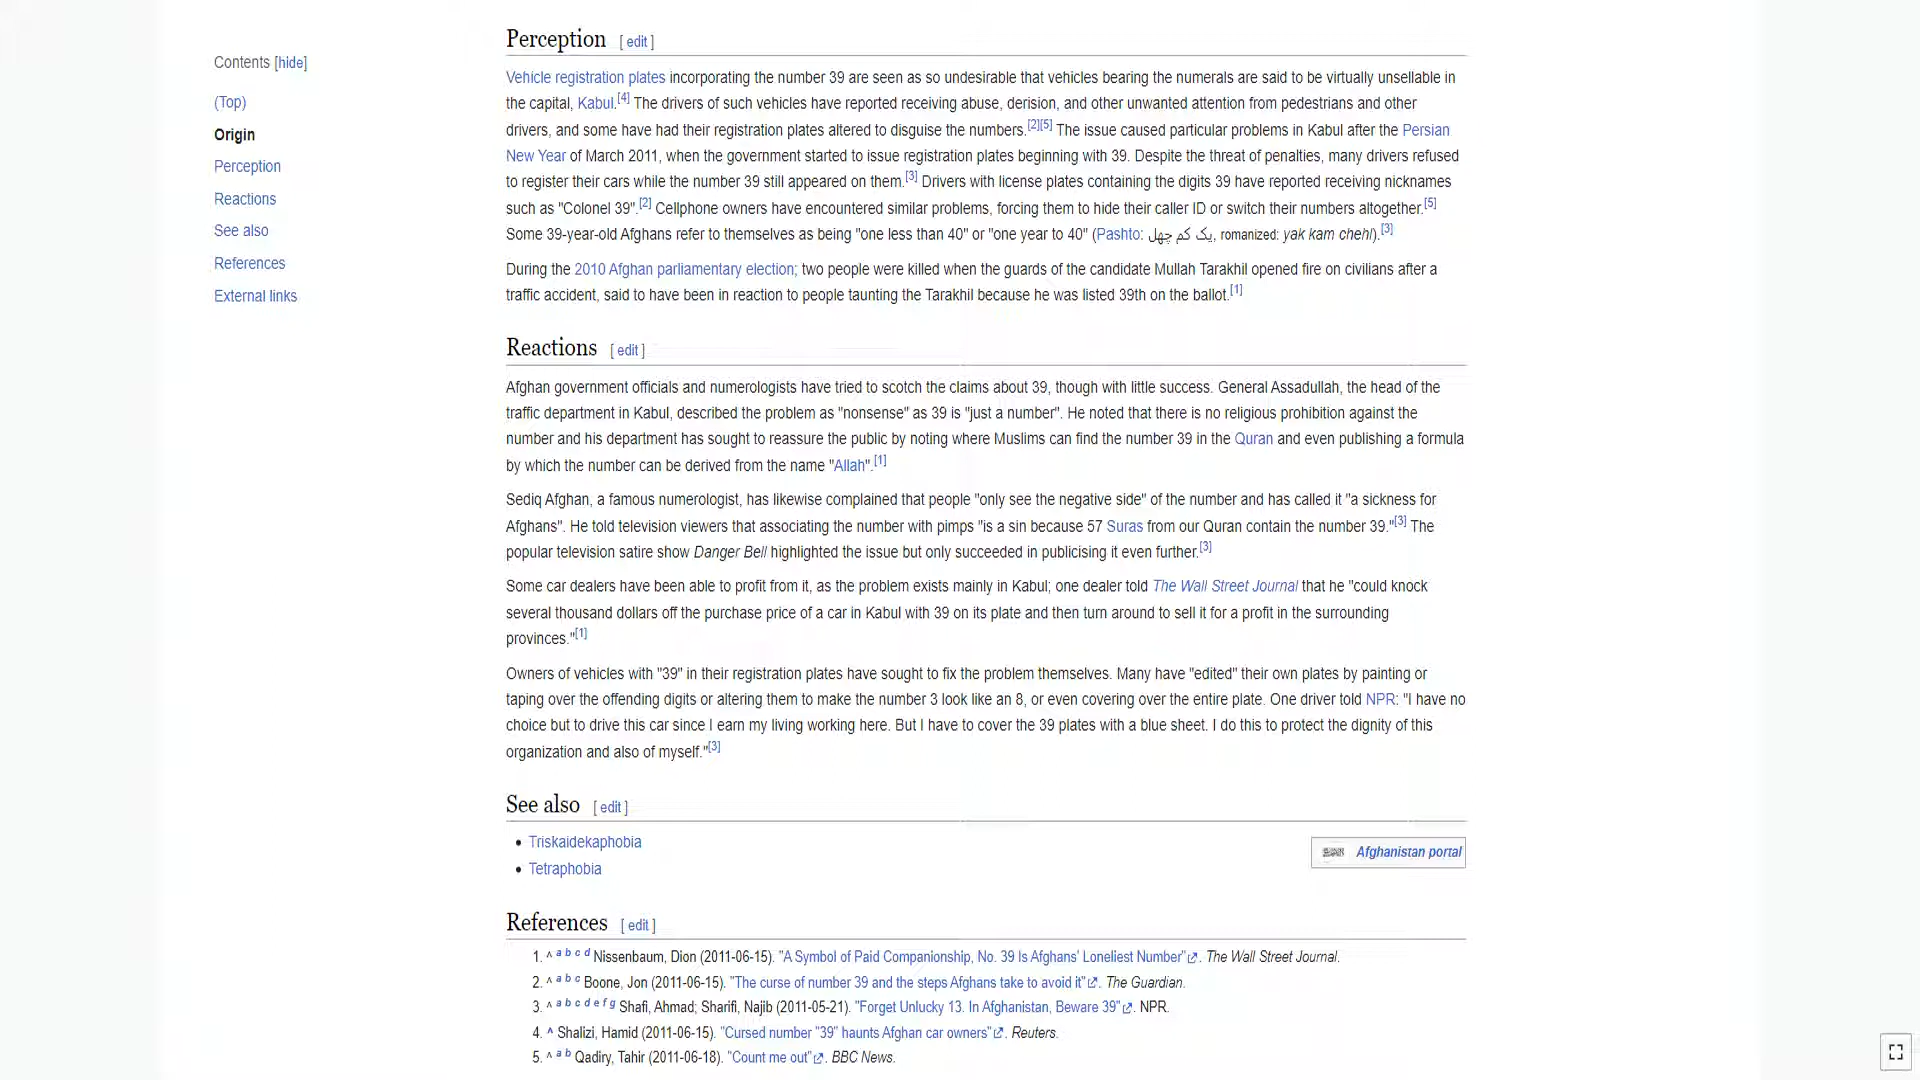 Contents [hide]
(Top)
Origin
Perception
Reactions
See also
References
External links
Perception [ edit ]
Vehicle registration plates incorporating the number 39 are seen as so undesirable that vehicles bearing the numerals are said to be virtually unsellable in
the capital, Kabul.[4] The drivers of such vehicles have reported receiving abuse, derision, and other unwanted attention from pedestrians and other
drivers, and some have had their registration plates altered to disguise the numbers.[2][5] The issue caused particular problems in Kabul after the Persian
New Year of March 2011, when the government started to issue registration plates beginning with 39. Despite the threat of penalties, many drivers refused
to register their cars while the number 39 still appeared on them.[3] Drivers with license plates containing the digits 39 have reported receiving nicknames
such as "Colonel 39".[2] Cellphone owners have encountered similar problems, forcing them to hide their caller ID or switch their numbers altogether.[5]
Some 39-year-old Afghans refer to themselves as being "one less than 40" or "one year to 40" (Pashto: یک کم چهل, romanized: yak kam chehl).[3]
During the 2010 Afghan parliamentary election; two people were killed when the guards of the candidate Mullah Tarakhil opened fire on civilians after a
traffic accident, said to have been in reaction to people taunting the Tarakhil because he was listed 39th on the ballot.[1]
Reactions [ edit ]
Afghan government officials and numerologists have tried to scotch the claims about 39, though with little success. General Assadullah, the head of the
traffic department in Kabul, described the problem as "nonsense" as 39 is "just a number". He noted that there is no religious prohibition against the
number and his department has sought to reassure the public by noting where Muslims can find the number 39 in the Quran and even publishing a formula
by which the number can be derived from the name "Allah".[1]
Sediq Afghan, a famous numerologist, has likewise complained that people "only see the negative side" of the number and has called it "a sickness for
Afghans". He told television viewers that associating the number with pimps "is a sin because 57 Suras from our Quran contain the number 39."[3] The
popular television satire show Danger Bell highlighted the issue but only succeeded in publicising it even further.[3]
Some car dealers have been able to profit from it, as the problem exists mainly in Kabul; one dealer told The Wall Street Journal that he "could knock
several thousand dollars off the purchase price of a car in Kabul with 39 on its plate and then turn around to sell it for a profit in the surrounding
provinces."[1]
Owners of vehicles with "39" in their registration plates have sought to fix the problem themselves. Many have "edited" their own plates by painting or
taping over the offending digits or altering them to make the number 3 look like an 8, or even covering over the entire plate. One driver told NPR: "I have no
choice but to drive this car since I earn my living working here. But I have to cover the 39 plates with a blue sheet. I do this to protect the dignity of this
organization and also of myself."[3]
See also [ edit ]
• Triskaidekaphobia
• Tetraphobia
Afghanistan portal
References [ edit ]
1. ^ a b c d Nissenbaum, Dion (2011-06-15). "A Symbol of Paid Companionship, No. 39 Is Afghans' Loneliest Number". The Wall Street Journal.
2. ^ a b c Boone, Jon (2011-06-15). "The curse of number 39 and the steps Afghans take to avoid it". The Guardian.
3. ^ a b c d e f g Shafi, Ahmad; Sharifi, Najib (2011-05-21). "Forget Unlucky 13. In Afghanistan, Beware 39". NPR.
4. ^ Shalizi, Hamid (2011-06-15). "Cursed number "39" haunts Afghan car owners". Reuters.
5. ^ a b Qadiry, Tahir (2011-06-18). "Count me out". BBC News.